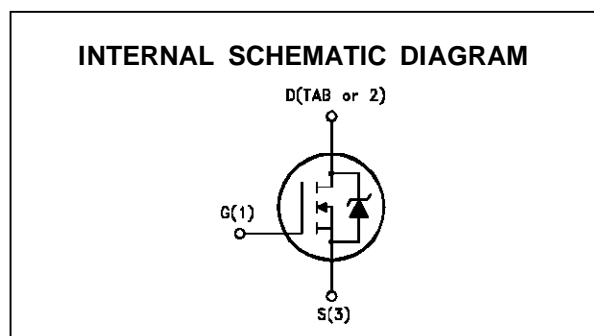 INTERNAL SCHEMATIC DIAGRAM
D(TAB or 2)
G(1)
S(3)